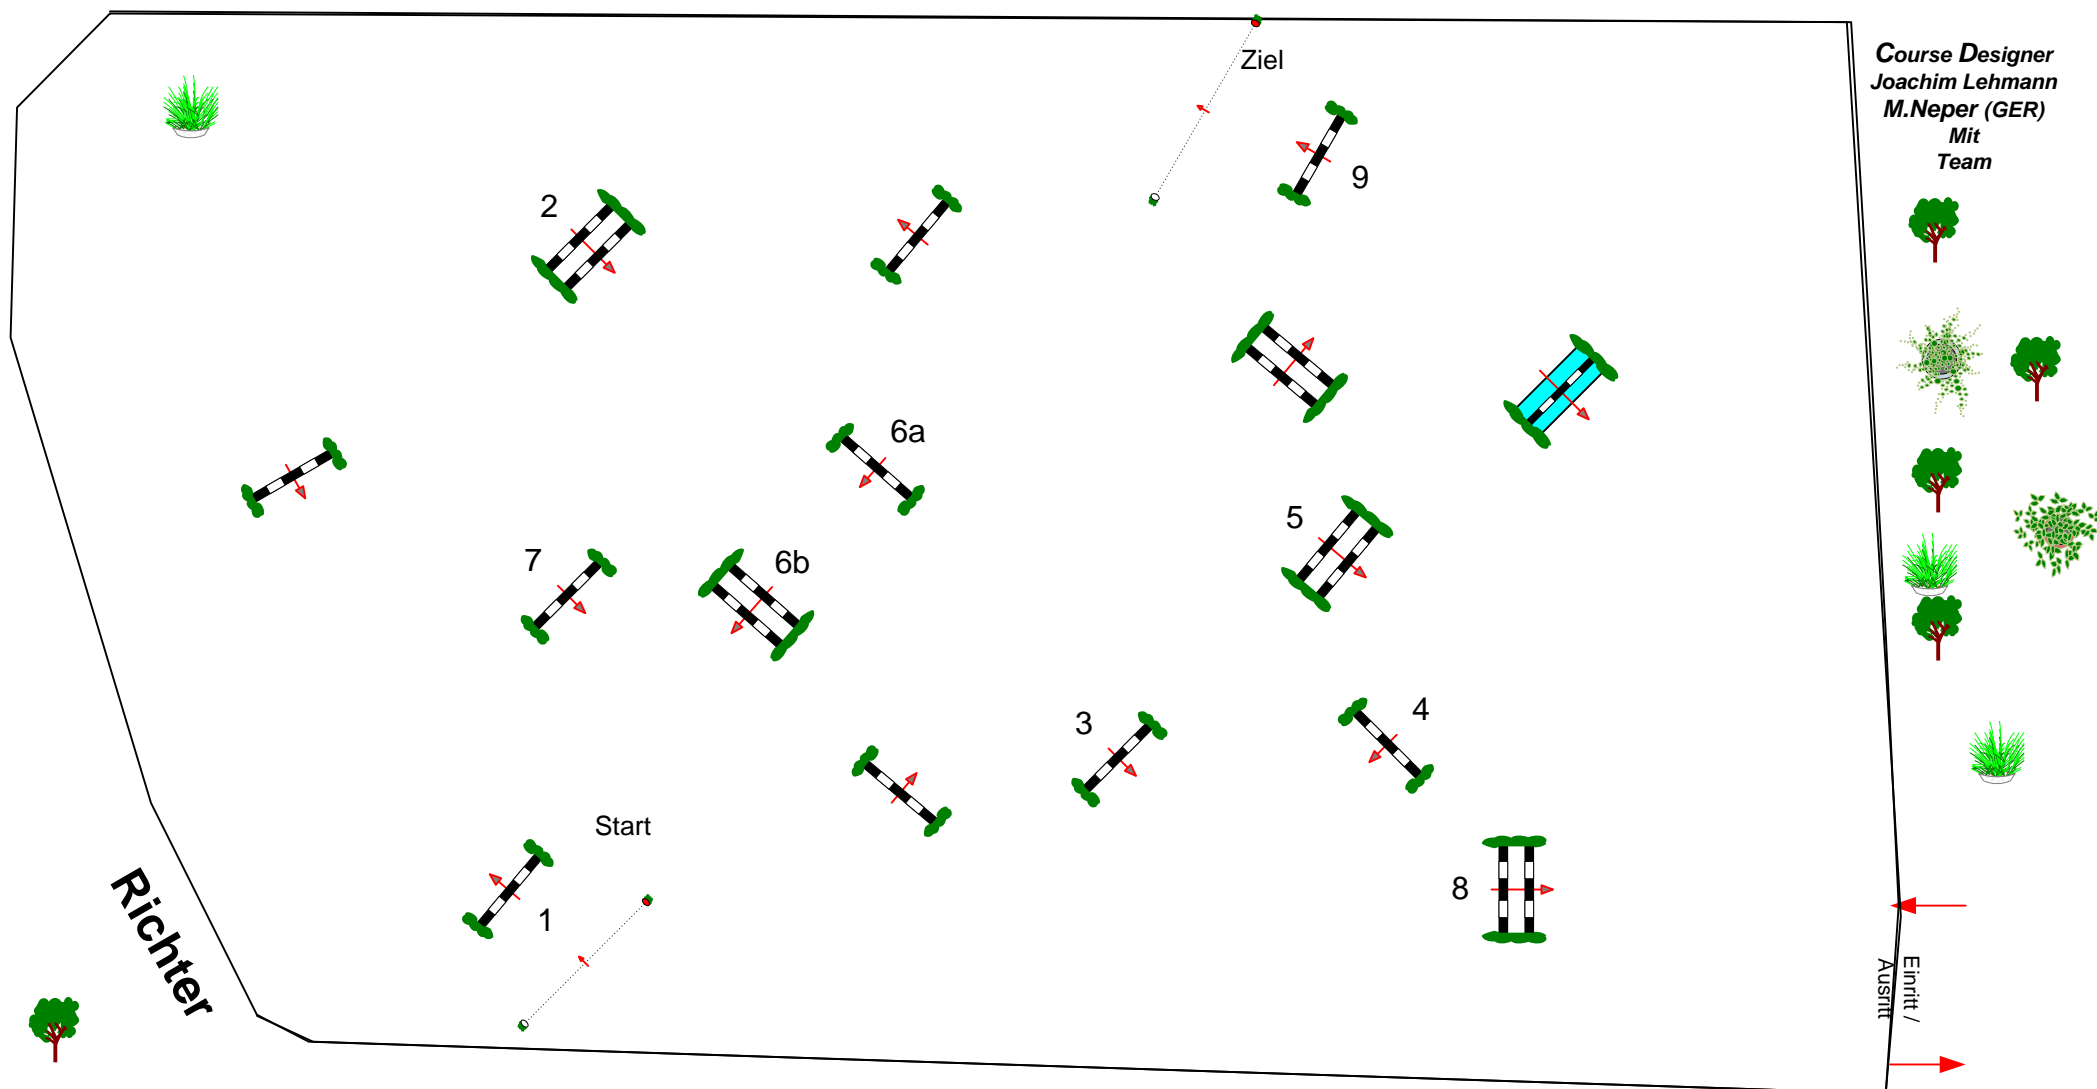 Ziel
Course Designer
Joachim Lehmann
M.Neper (GER)
Mit
Team
9
2
6a
5
7
6b
3
4
Start
8
1
Richter
Einritt /
Ausritt